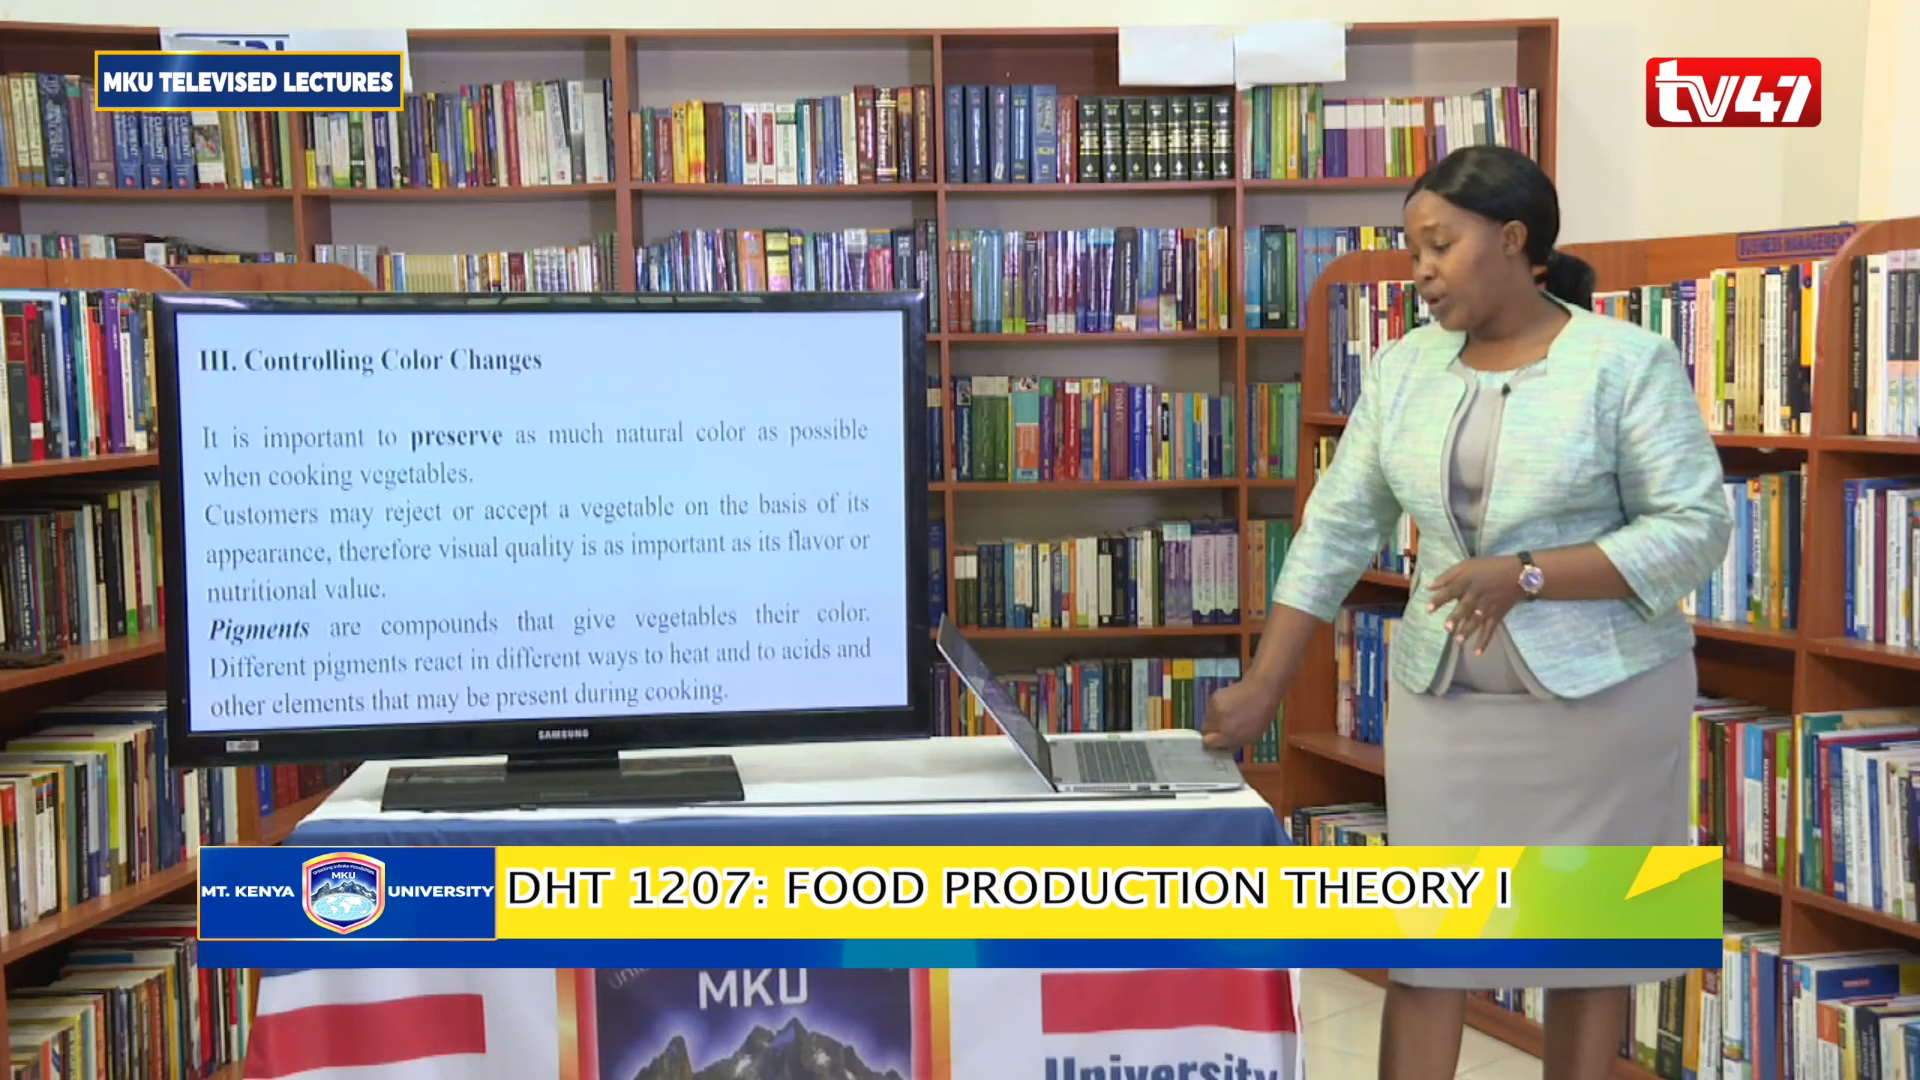 MKU TELEVISED LECTURES
tv47
BUSINESS MANAGEMENT
III. Controlling Color Changes
It is important to preserve as much natural color as possible
when cooking vegetables.
Customers may reject or accept a vegetable on the basis of its
appearance, therefore visual quality is as important as its flavor or
nutritional value.
Pigments are compounds that give vegetables their color.
Different pigments react in different ways to heat and to acids and
other elements that may be present during cooking.
SAMSUNG
MT. KENYA
MKU
UNIVERSITY
DHT 1207: FOOD PRODUCTION THEORY I
MKU
University